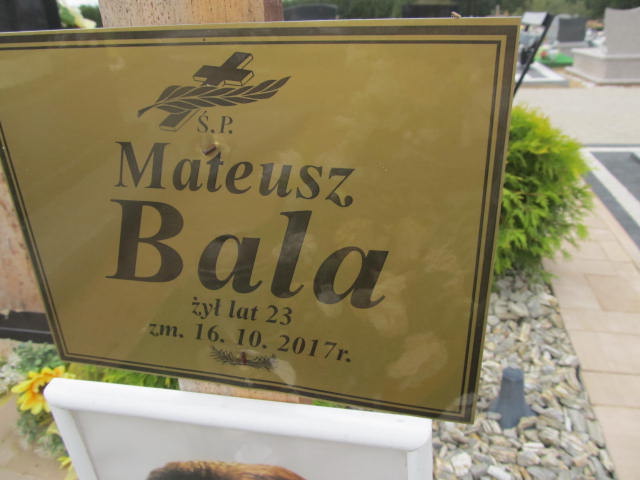 Ś.P.
Mateusz
Bala
żył lat 23
zm. 16. 10. 2017r.